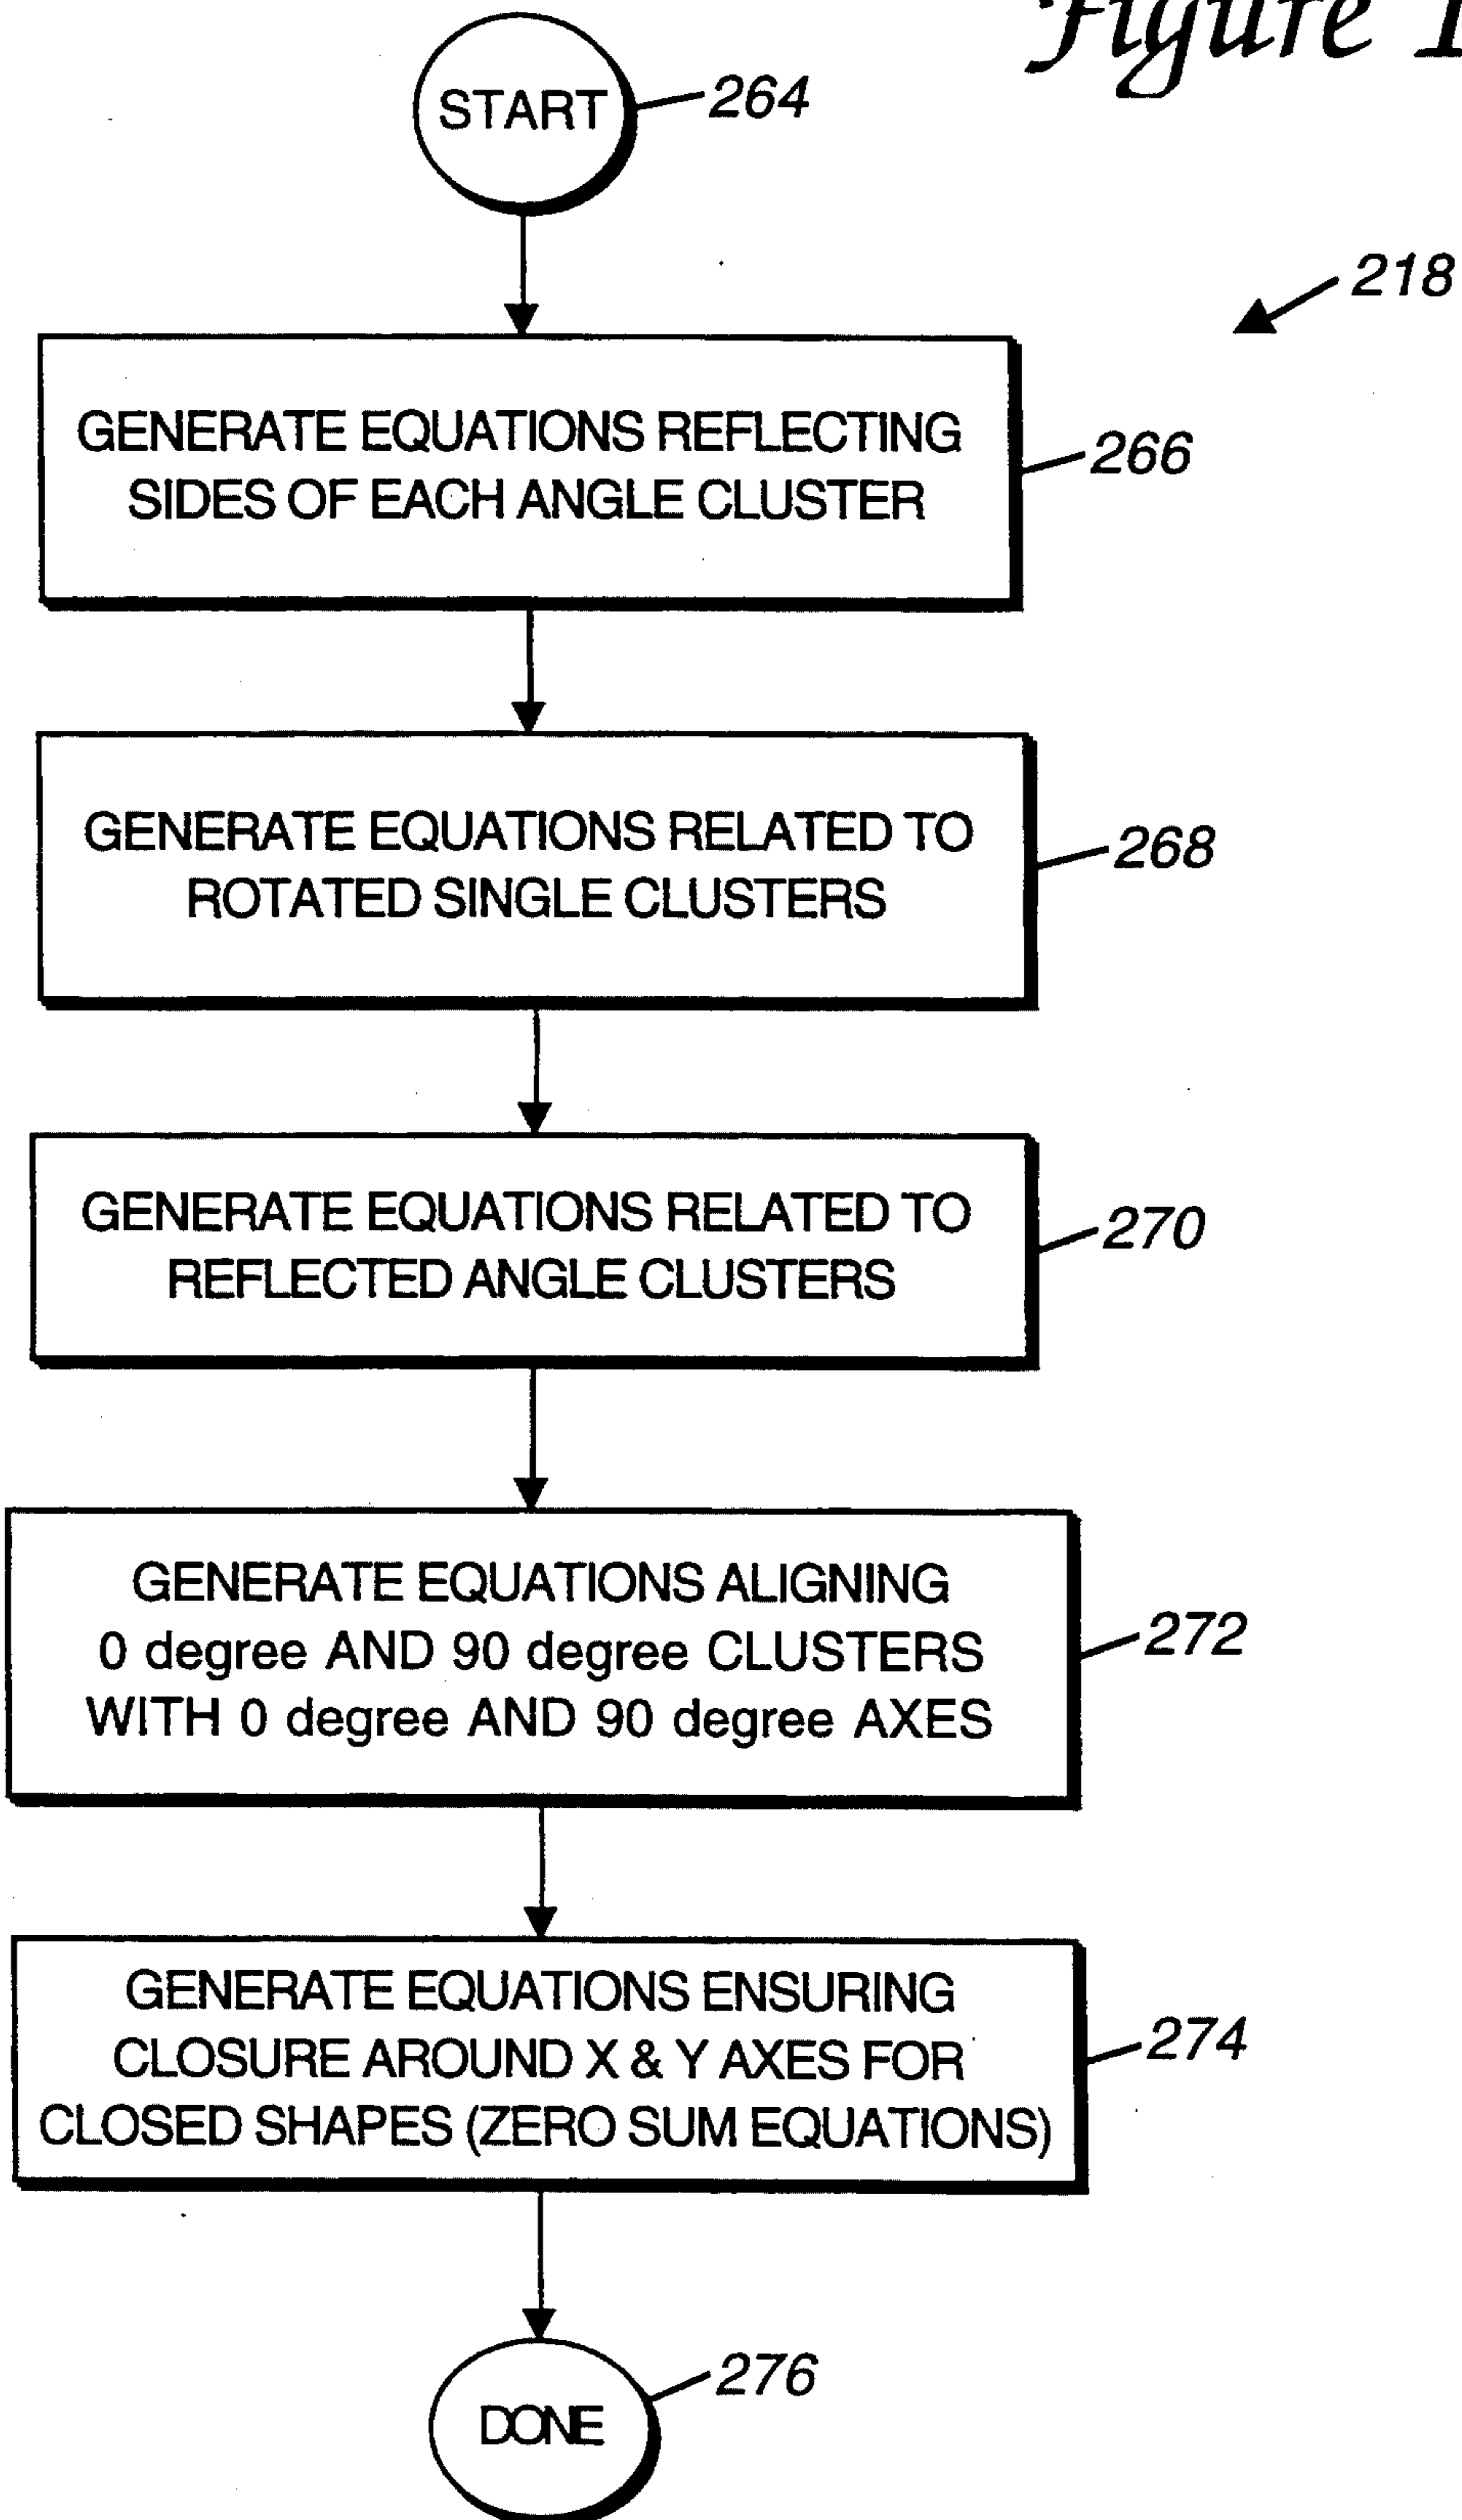 Figure 1
START
264
218
GENERATE EQUATIONS REFLECTING
SIDES OF EACH ANGLE CLUSTER
266
GENERATE EQUATIONS RELATED TO
ROTATED SINGLE CLUSTERS
268
GENERATE EQUATIONS RELATED TO
REFLECTED ANGLE CLUSTERS
270
GENERATE EQUATIONS ALIGNING
0 degree AND 90 degree CLUSTERS
WITH 0 degree AND 90 degree AXES
272
GENERATE EQUATIONS ENSURING
CLOSURE AROUND X & Y AXES FOR
CLOSED SHAPES (ZERO SUM EQUATIONS)
274
DONE
276